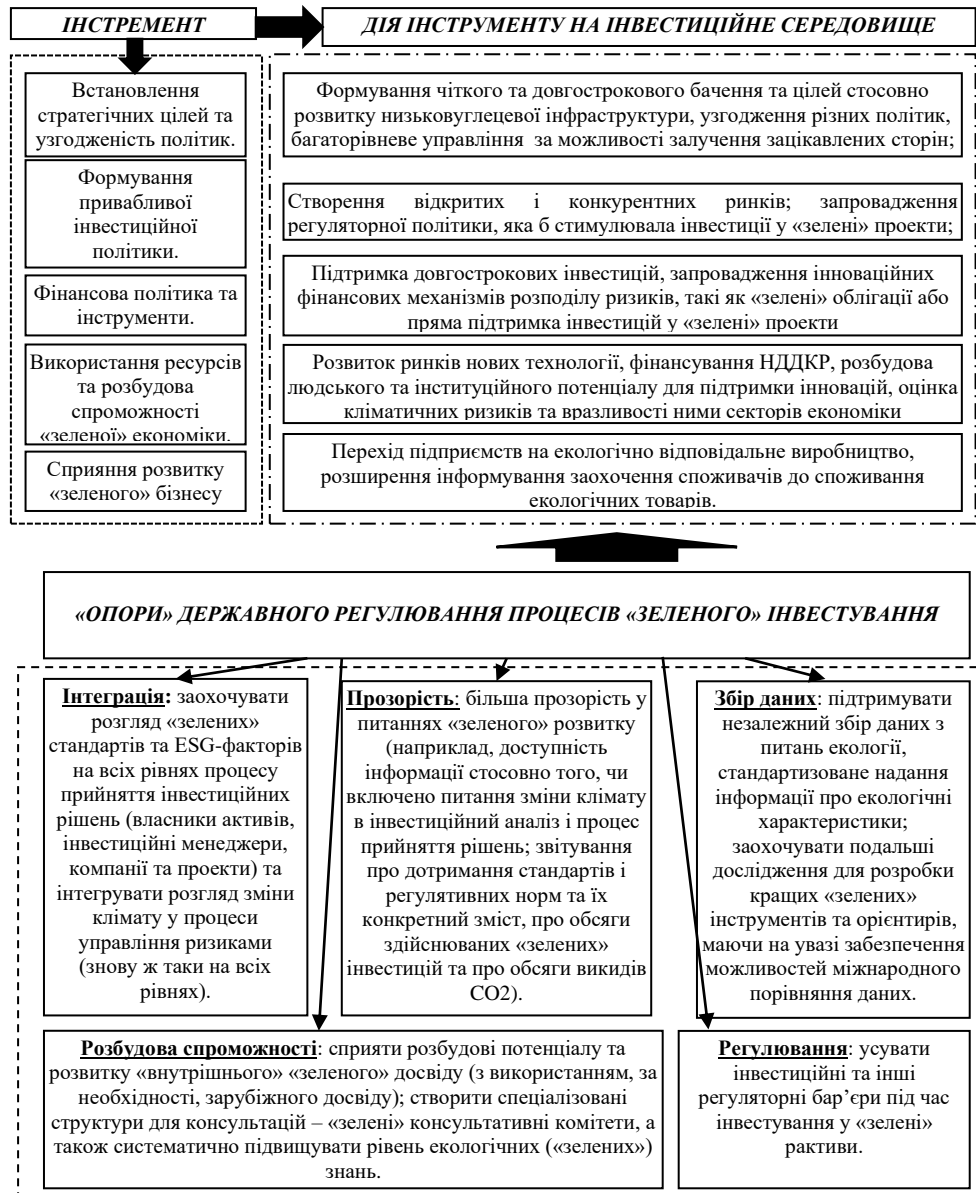 ІНСТРЕМЕНТ
ДІЯ ІНСТРУМЕНТУ НА ІНВЕСТИЦІЙНЕ СЕРЕДОВИЩЕ
Встановлення
стратегічних цілей та
узгодженість політик.
Формування чіткого та довгострокового бачення та цілей стосовно
розвитку низьковуглецевої інфраструктури, узгодження різних політик,
багаторівневе управління за можливості залучення зацікавлених сторін;
Формування
привабливої
інвестиційної
політики.
Створення відкритих і конкурентних ринків; запровадження
регуляторної політики, яка б стимулювала інвестиції у «зелені» проекти;
Фінансова політика та
інструменти.
Підтримка довгострокових інвестицій, запровадження інноваційних
фінансових механізмів розподілу ризиків, такі як «зелені» облігації або
пряма підтримка інвестицій у «зелені» проекти
Використання ресурсів
та розбудова
спроможності
«зеленої» економіки.
Розвиток ринків нових технології, фінансування НДДКР, розбудова
людського та інституційного потенціалу для підтримки інновацій, оцінка
кліматичних ризиків та вразливості ними секторів економіки
Сприяння розвитку
«зеленого» бізнесу
Перехід підприємств на екологічно відповідальне виробництво,
розширення інформування заохочення споживачів до споживання
екологічних товарів.
«ОПОРИ» ДЕРЖАВНОГО РЕГУЛЮВАННЯ ПРОЦЕСІВ «ЗЕЛЕНОГО» ІНВЕСТУВАННЯ
Інтеграція: заохочувати
розгляд «зелених»
стандартів та ESG-факторів
на всіх рівнях процесу
прийняття інвестиційних
рішень (власники активів,
інвестиційні менеджери,
компанії та проекти) та
інтегрувати розгляд зміни
клімату у процеси
управління ризиками
(знову ж таки на всіх
рівнях).
Прозорість: більша прозорість у
питаннях «зеленого» розвитку
(наприклад, доступність
інформації стосовно того, чи
включено питання зміни клімату
в інвестиційний аналіз і процес
прийняття рішень; звітування
про дотримання стандартів і
регулятивних норм та їх
конкретний зміст, про обсяги
здійснюваних «зелених»
інвестицій та про обсяги викидів
СО2).
Збір даних: підтримувати
незалежний збір даних з
питань екології,
стандартизоване надання
інформації про екологічні
характеристики;
заохочувати подальші
дослідження для розробки
кращих «зелених»
інструментів та орієнтирів,
маючи на увазі забезпечення
можливостей міжнародного
порівняння даних.
Розбудова спроможності: сприяти розбудові потенціалу та
розвитку «внутрішнього» «зеленого» досвіду (з використанням, за
необхідності, зарубіжного досвіду); створити спеціалізовані
структури для консультацій – «зелені» консультативні комітети, а
також систематично підвищувати рівень екологічних («зелених»)
знань.
Регулювання: усувати
інвестиційні та інші
регуляторні бар’єри під час
інвестування у «зелені»
рактиви.